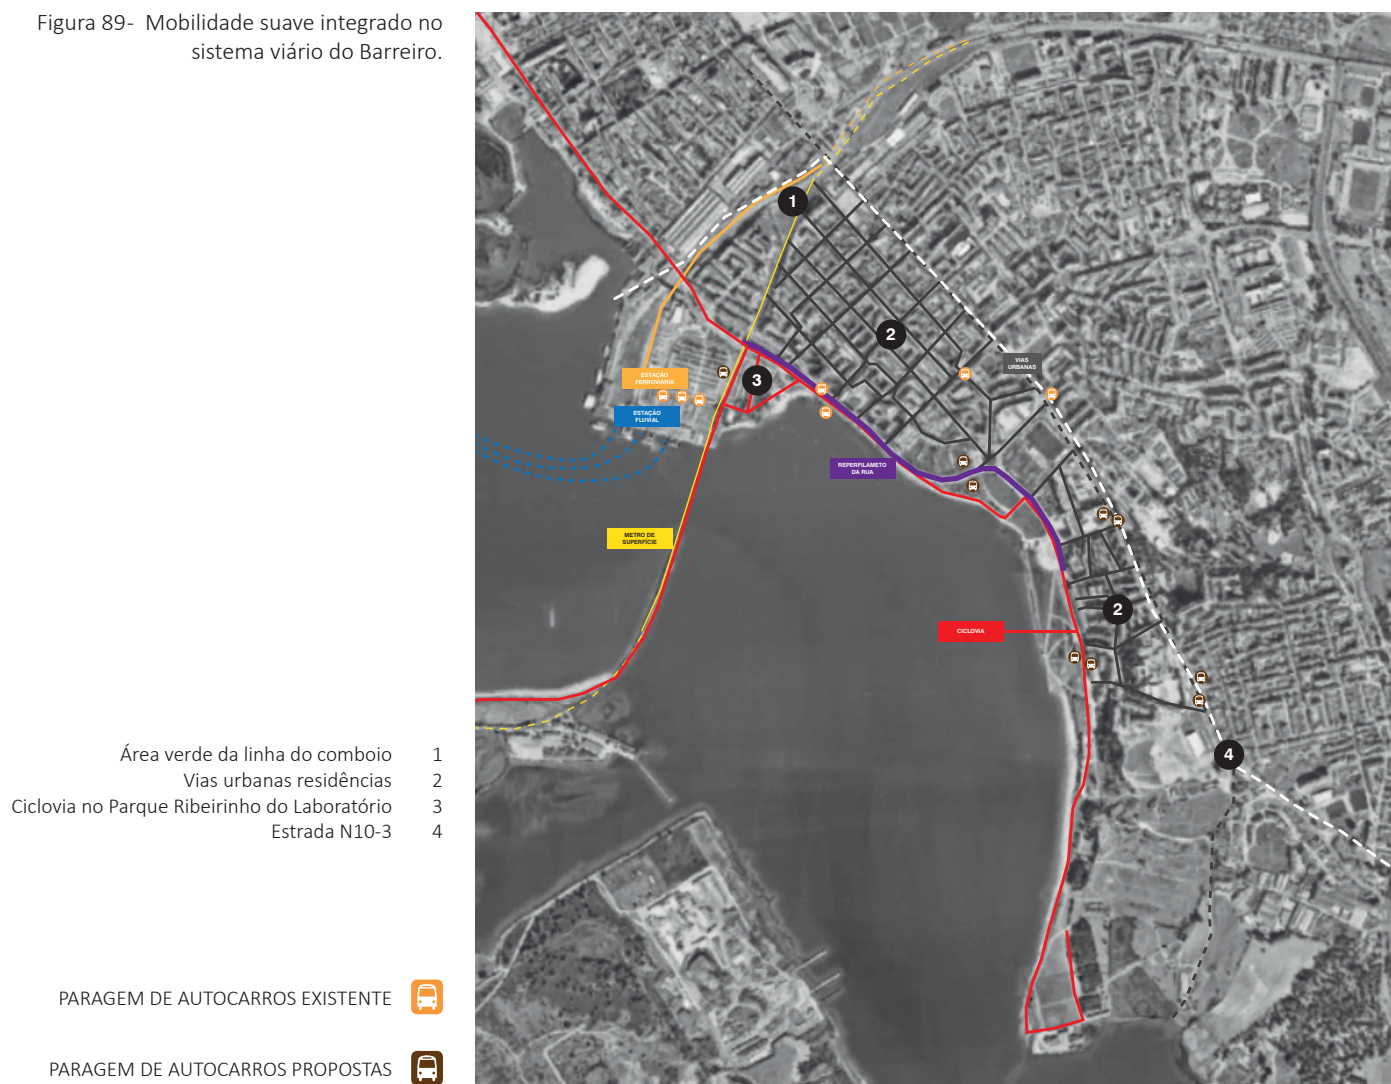 Figura 89- Mobilidade suave integrado no
sistema viário do Barreiro.
1
2
VIAS
URBANAS
3
ESTAÇÃO
FERROVIÁRIA
ESTAÇÃO
FLUVIAL
REPERFILAMETO
DA RUA
METRO DE
SUPERFÍCIE
2
CICLOVIA
4
Área verde da linha do comboio 1
Vias urbanas residências 2
Ciclovia no Parque Ribeirinho do Laboratório 3
Estrada N10-3 4
PARAGEM DE AUTOCARROS EXISTENTE
PARAGEM DE AUTOCARROS PROPOSTAS